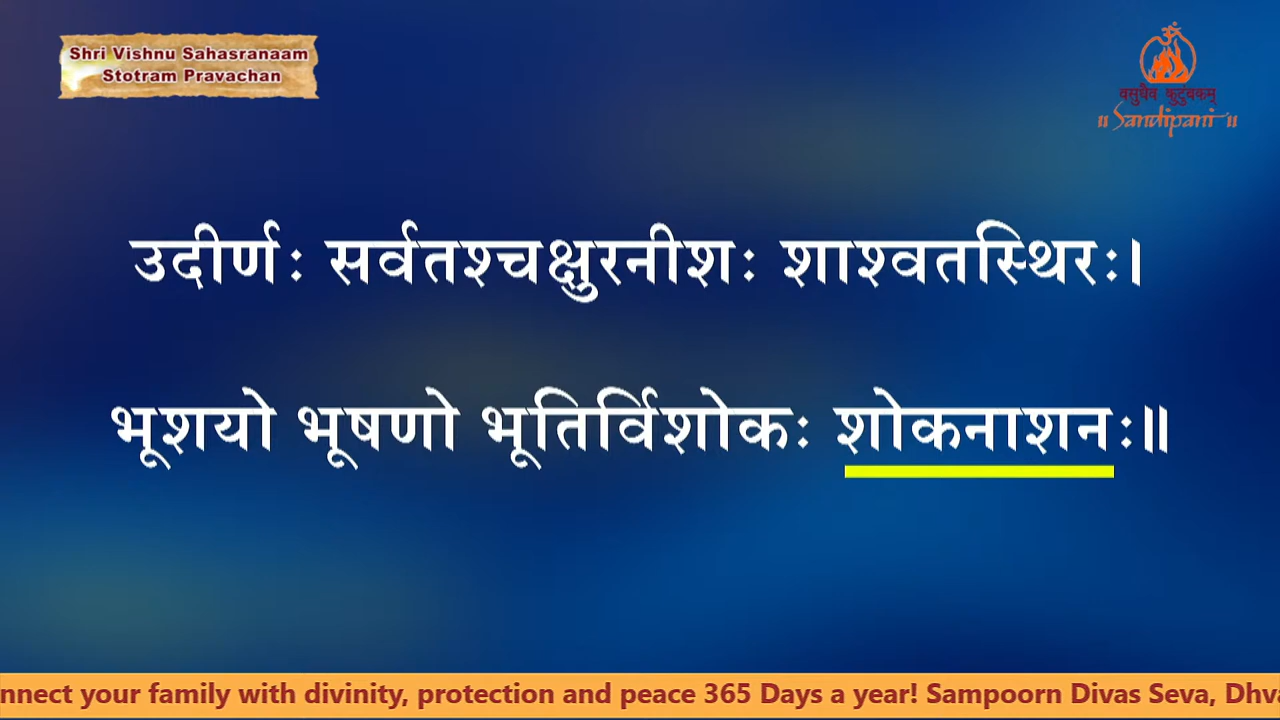 Shri Vishnu Sahasranaam
Stotram Pravachan
ॐ
वसुधैव कुटुंबकम्
॥ Sandipani ॥
उदीर्णः सर्वतश्चक्षुरनीशः शाश्वतस्थिरः।
भूशयो भूषणो भूतिर्विशोकः शोकनाशनः॥
nnect your family with divinity, protection and peace 365 Days a year! Sampoorn Divas Seva, Dhva